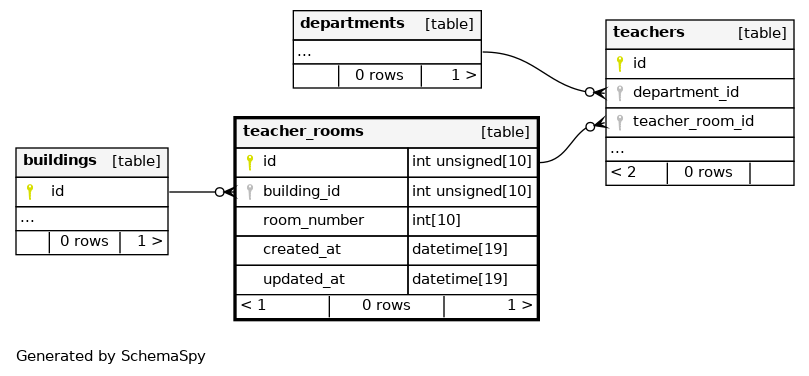 departments [table]
...
0 rows 1 >
teachers [table]
id
department_id
teacher_room_id
...
< 2 0 rows
teacher_rooms [table]
id int unsigned[10]
building_id int unsigned[10]
room_number int[10]
created_at datetime[19]
updated_at datetime[19]
< 1 0 rows 1 >
buildings [table]
id
...
0 rows 1 >
Generated by SchemaSpy